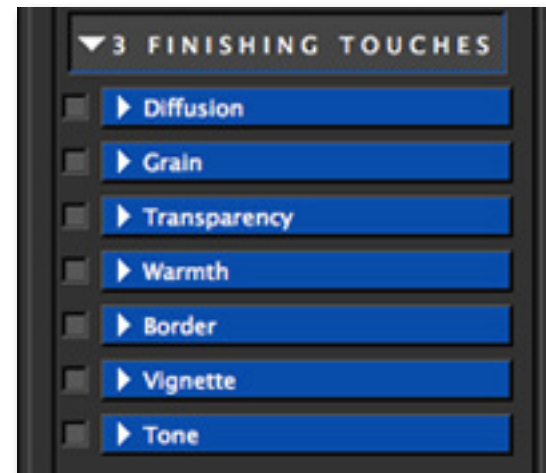 3 FINISHING TOUCHES
Diffusion
Grain
Transparency
Warmth
Border
Vignette
Tone